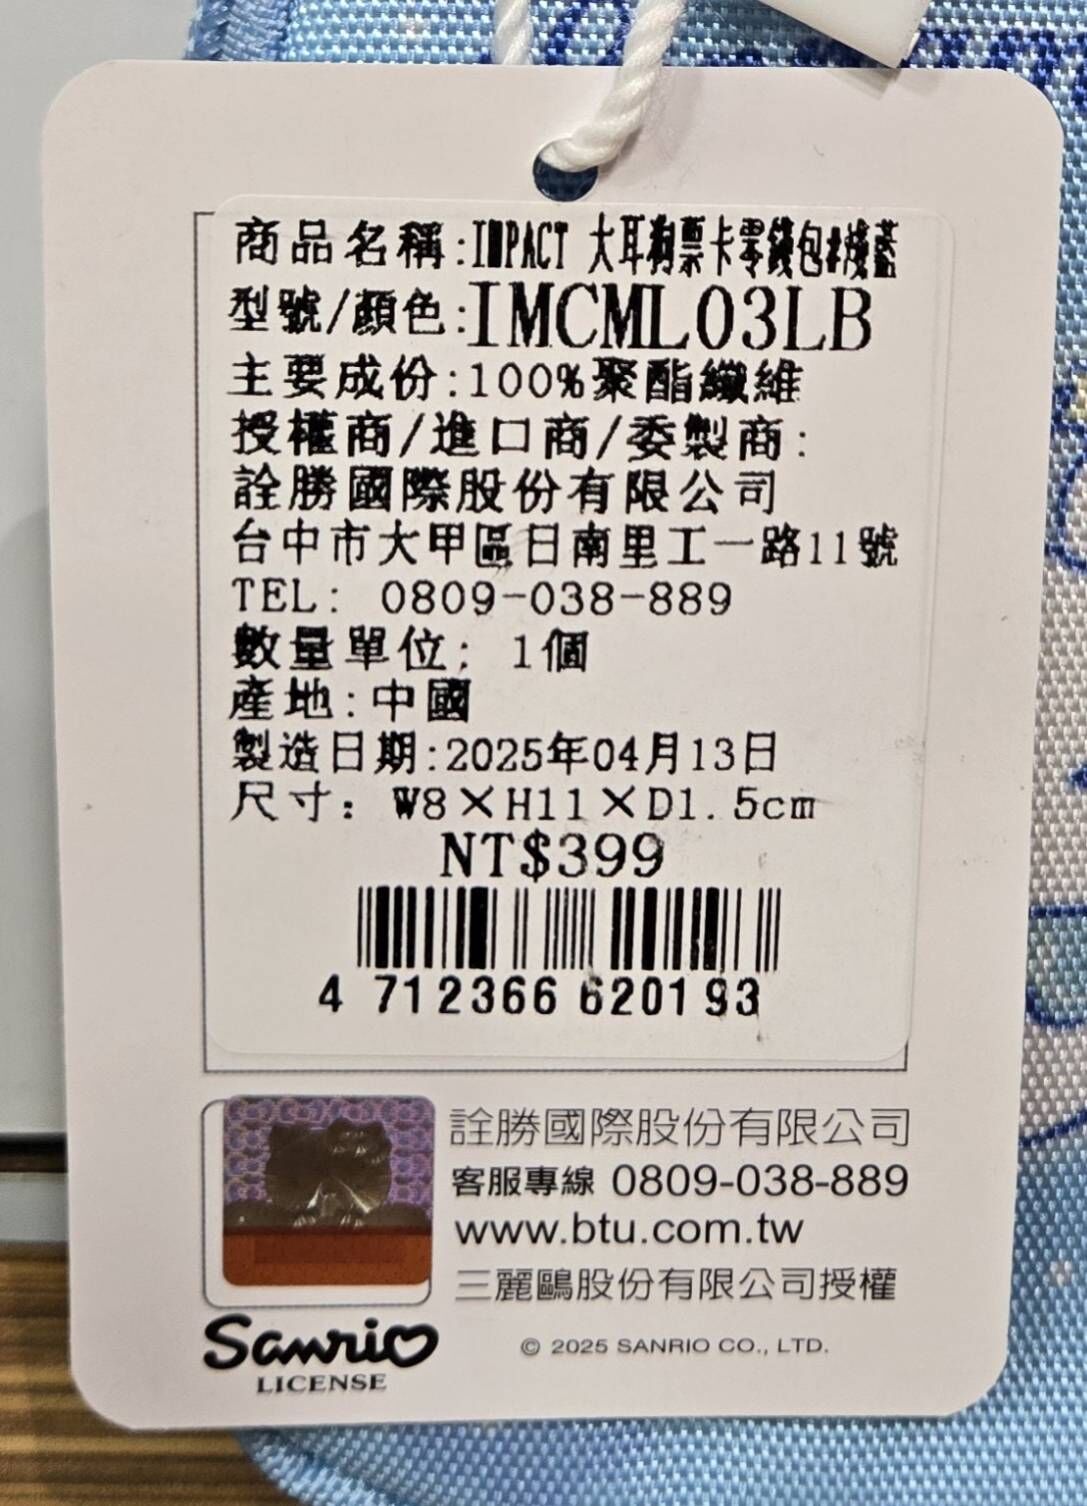 商品名稱:IMPACT 大耳狗票卡零錢包#淺藍
型號/顏色:IMCML03LB
主要成份:100%聚酯纖維
授權商/進口商/委製商:
詮勝國際股份有限公司
台中市大甲區日南里工一路11號
TEL: 0809-038-889
數量單位: 1個
產地:中國
製造日期:2025年04月13日
尺寸: W8×H11×D1.5cm
NT$399
4 712366 620193
詮勝國際股份有限公司
客服專線 0809-038-889
www.btu.com.tw
三麗鷗股份有限公司授權
Sanrio
LICENSE
© 2025 SANRIO CO., LTD.